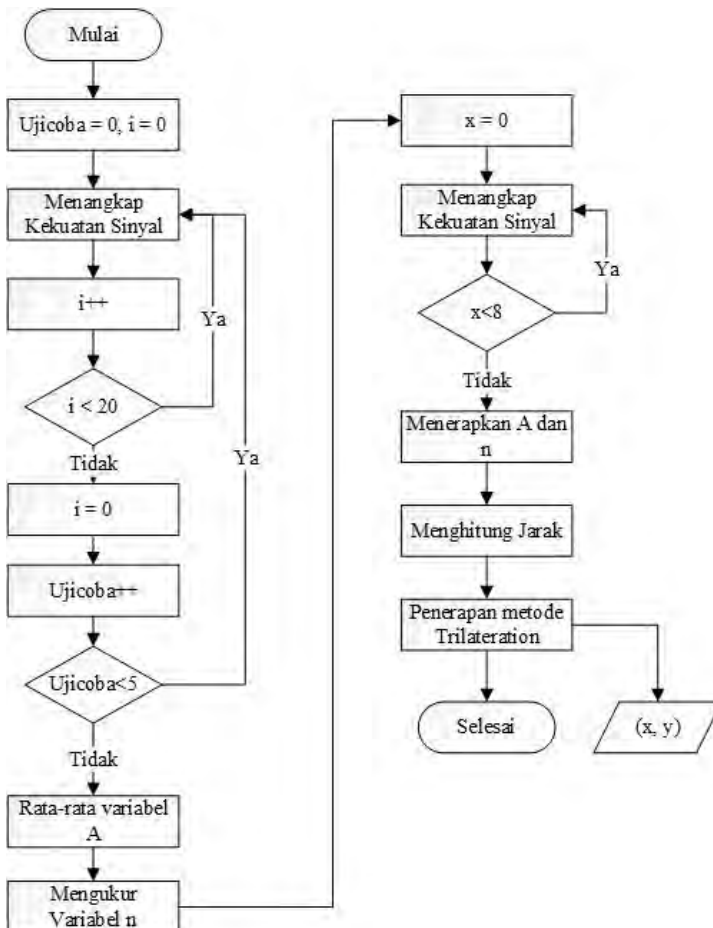 Mulai
Ujicoba = 0, i = 0
Menangkap
Kekuatan Sinyal
i++
Ya
i < 20
Tidak
Ya
i = 0
Ujicoba++
Ujicoba<5
Tidak
Rata-rata variabel
A
Mengukur
Variabel n
x = 0
Menangkap
Kekuatan Sinyal
Ya
x<8
Tidak
Menerapkan A dan
n
Menghitung Jarak
Penerapan metode
Trilateration
Selesai
(x, y)